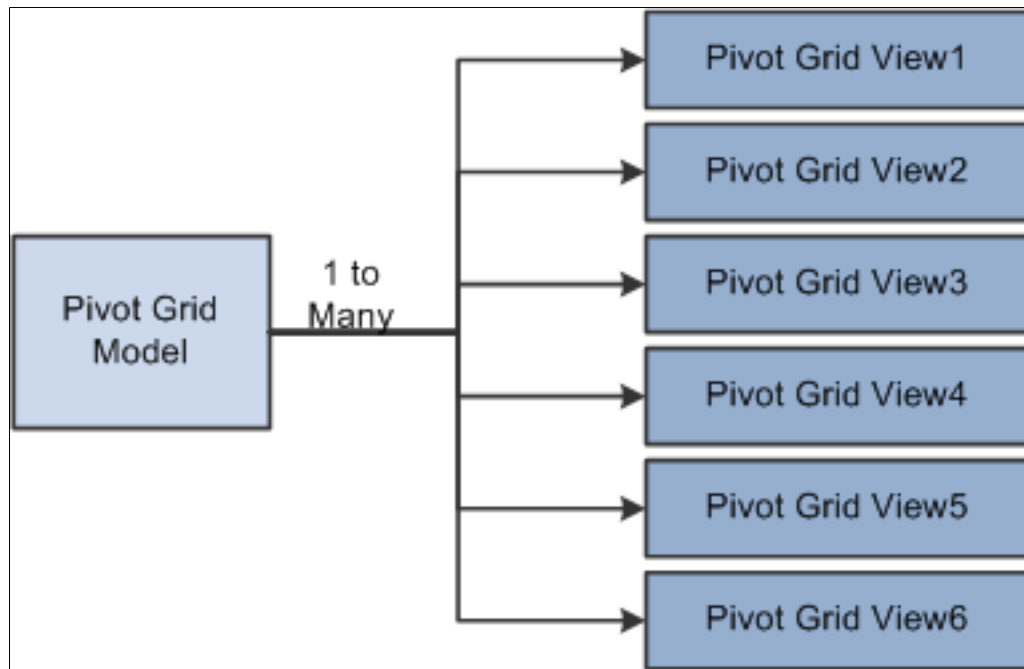 Pivot Grid
Model
1 to
Many
Pivot Grid View1
Pivot Grid View2
Pivot Grid View3
Pivot Grid View4
Pivot Grid View5
Pivot Grid View6